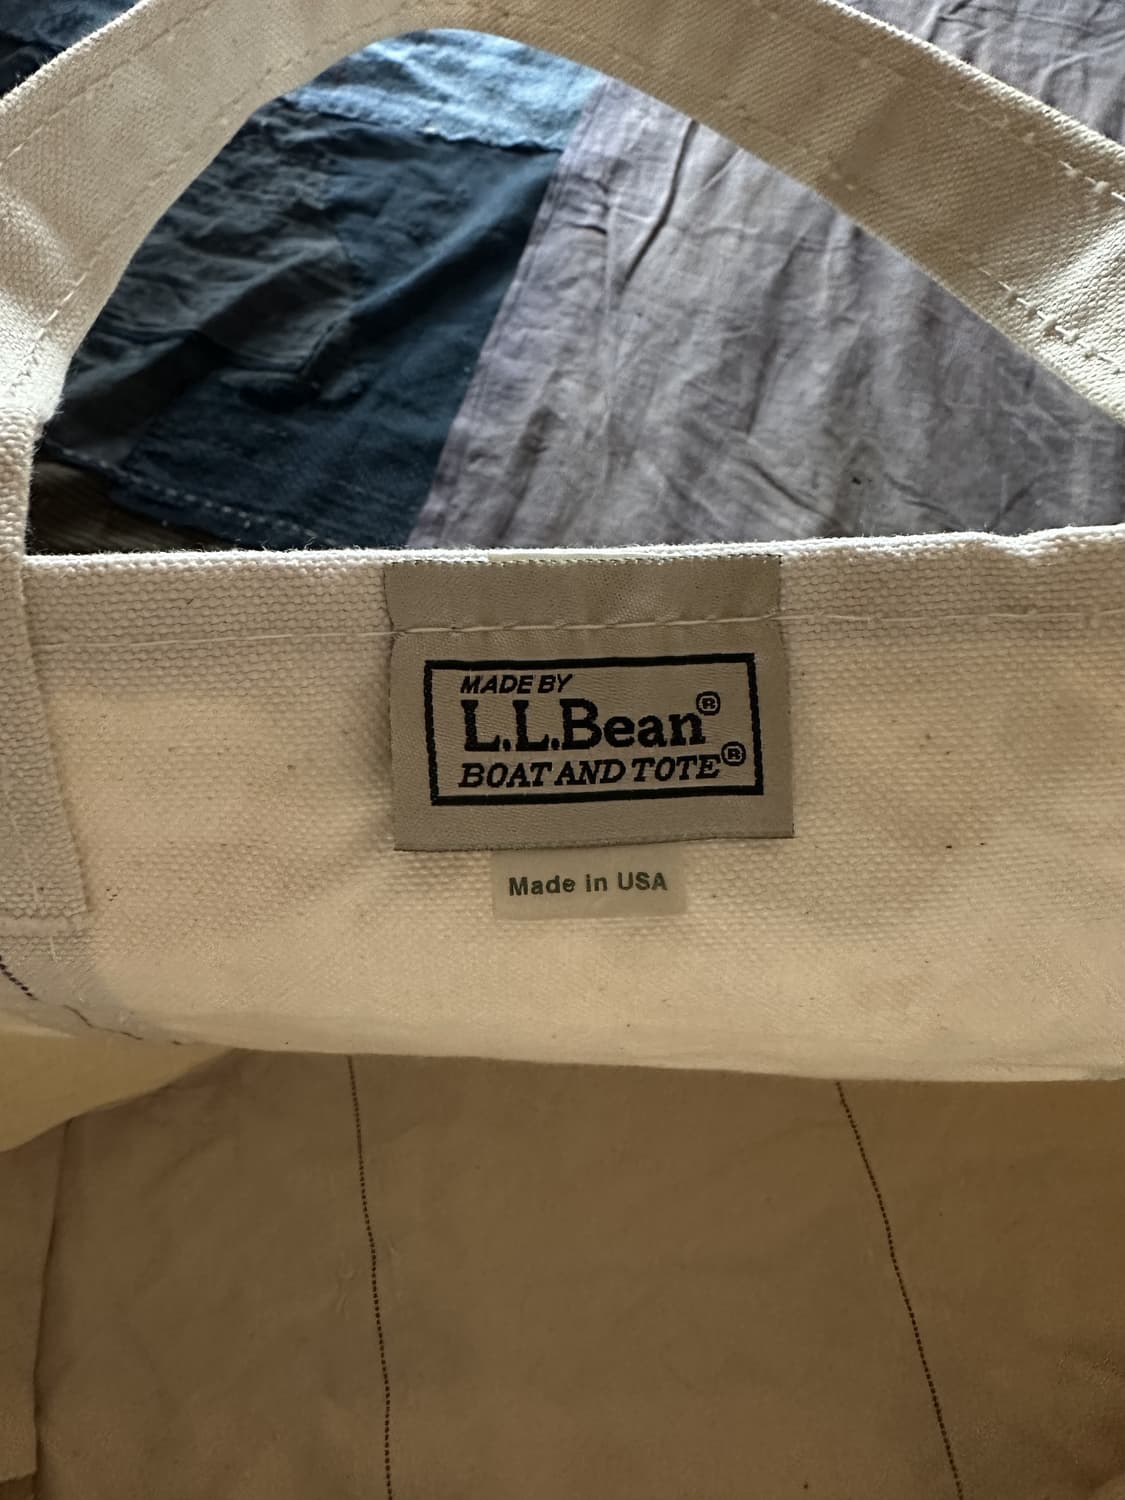 MADE BY
L.L.Bean®
BOAT AND TOTE®
Made in USA